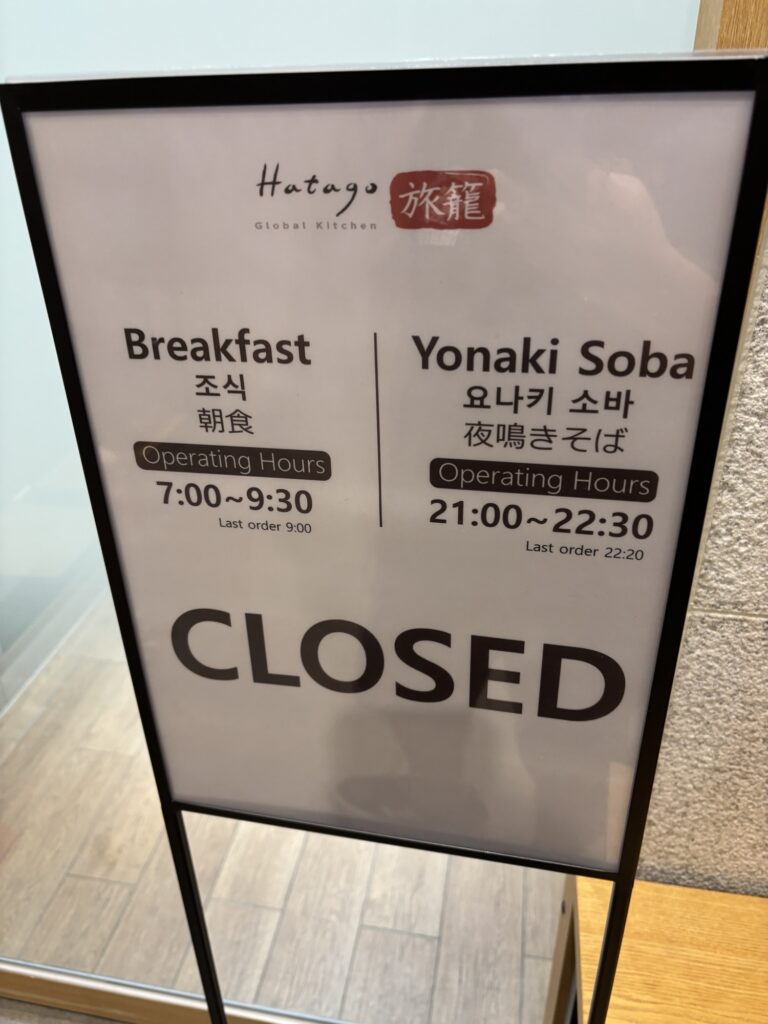 Hatago 旅籠
Global Kitchen
Breakfast
조식
朝食
Operating Hours
7:00~9:30
Last order 9:00
Yonaki Soba
요나키 소바
夜鳴きそば
Operating Hours
21:00~22:30
Last order 22:20
CLOSED